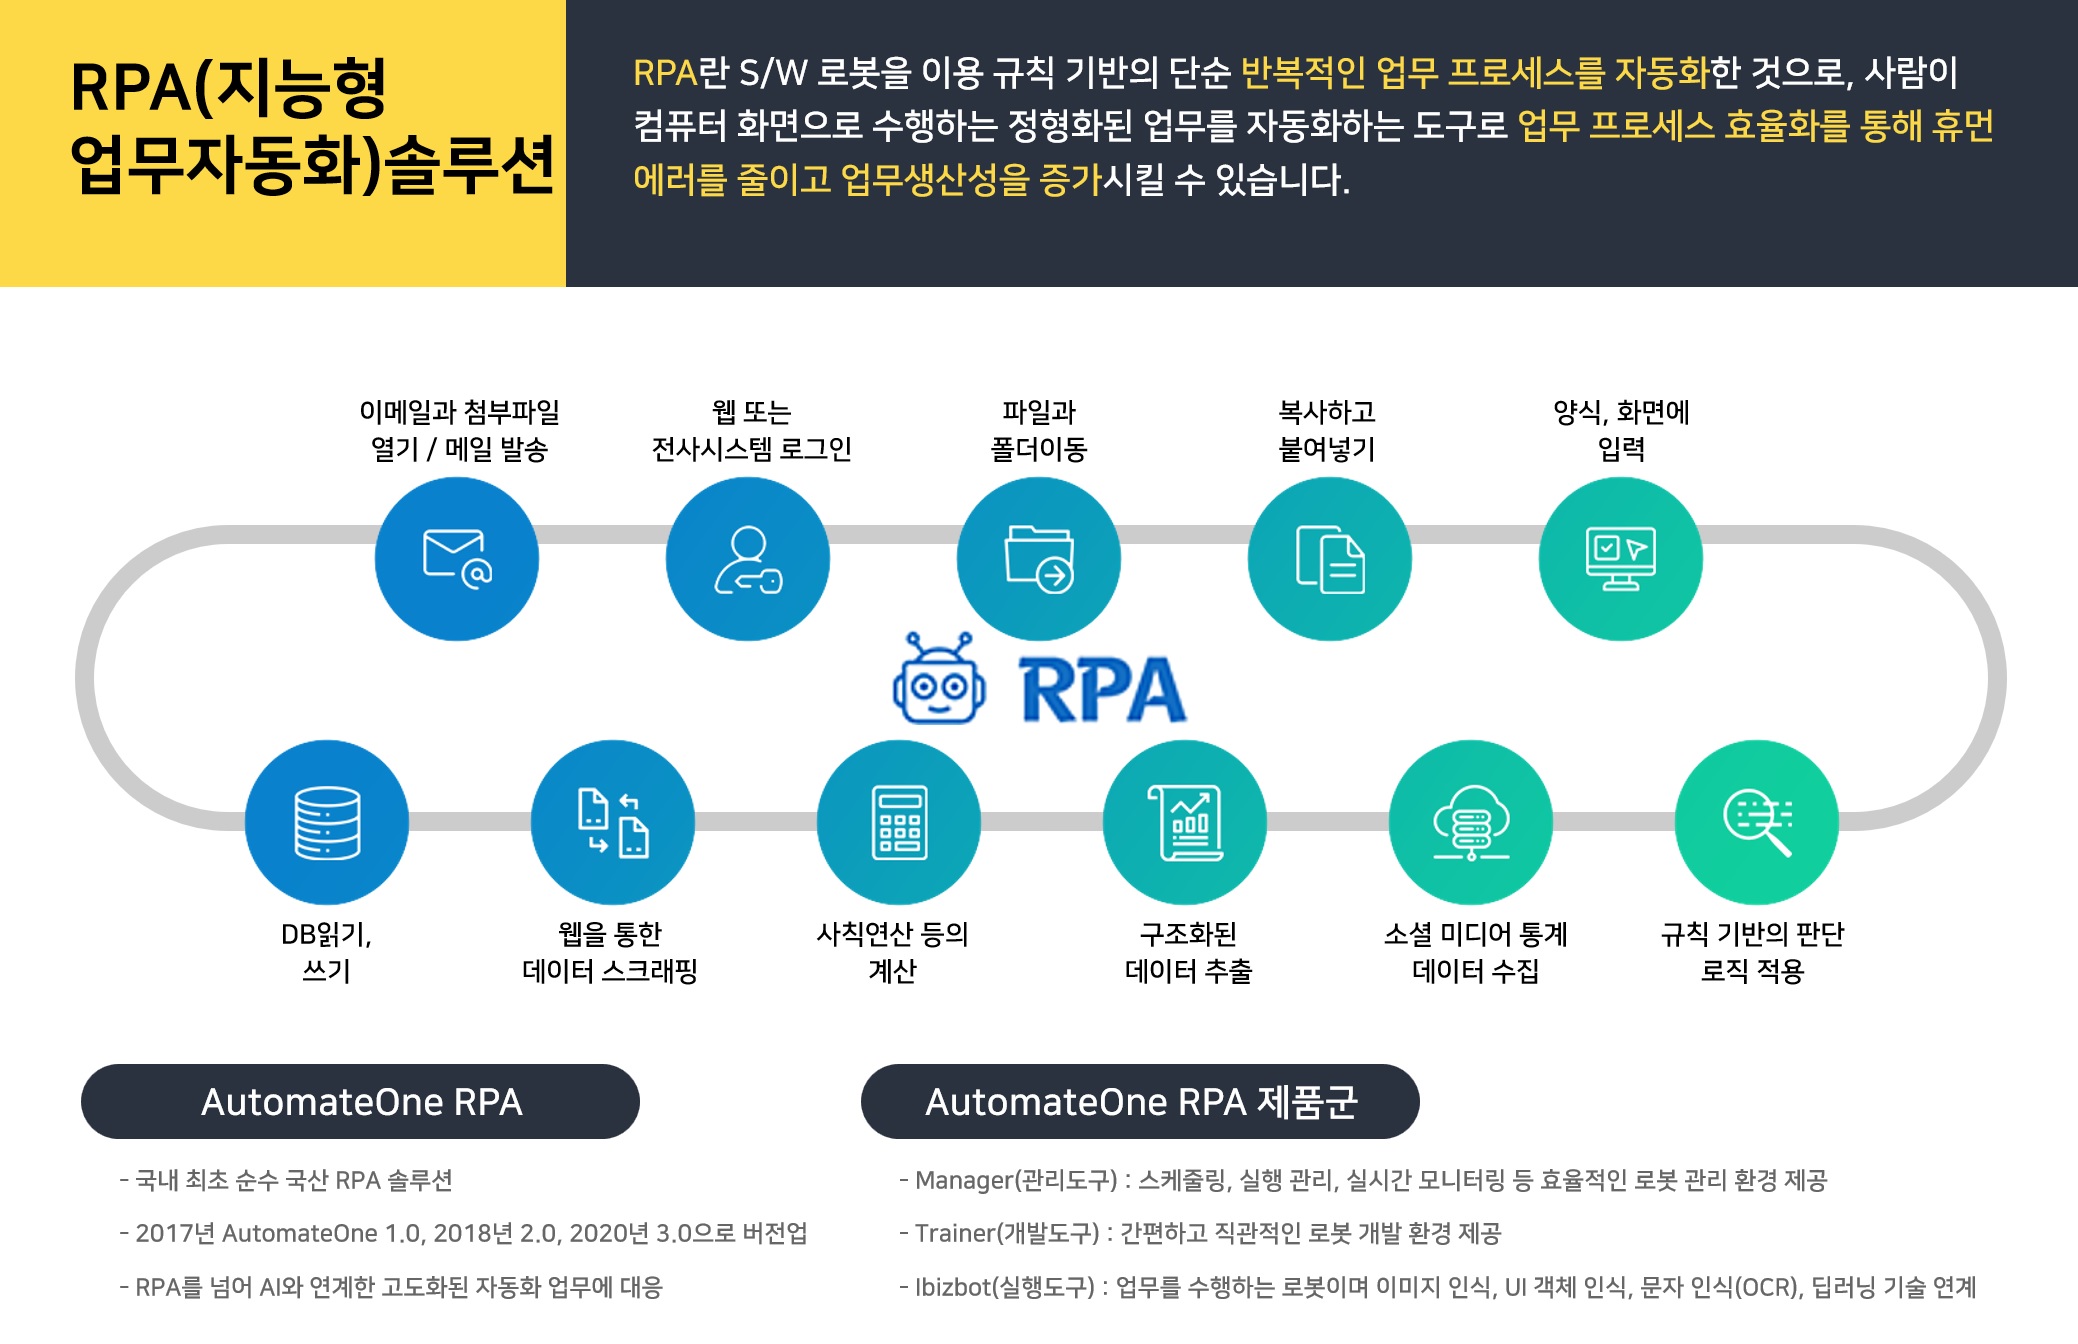 RPA(지능형
업무자동화)솔루션
RPA란 S/W 로봇을 이용 규칙 기반의 단순 반복적인 업무 프로세스를 자동화한 것으로, 사람이
컴퓨터 화면으로 수행하는 정형화된 업무를 자동화하는 도구로 업무 프로세스 효율화를 통해 휴먼
에러를 줄이고 업무생산성을 증가시킬 수 있습니다.
이메일과 첨부파일
열기 / 메일 발송
웹 또는
전사시스템 로그인
파일과
폴더이동
복사하고
붙여넣기
양식, 화면에
입력
RPA
DB읽기,
쓰기
웹을 통한
데이터 스크래핑
사칙연산 등의
계산
구조화된
데이터 추출
소셜 미디어 통계
데이터 수집
규칙 기반의 판단
로직 적용
AutomateOne RPA
- 국내 최초 순수 국산 RPA 솔루션
- 2017년 AutomateOne 1.0, 2018년 2.0, 2020년 3.0으로 버전업
- RPA를 넘어 AI와 연계한 고도화된 자동화 업무에 대응
AutomateOne RPA 제품군
- Manager(관리도구) : 스케줄링, 실행 관리, 실시간 모니터링 등 효율적인 로봇 관리 환경 제공
- Trainer(개발도구) : 간편하고 직관적인 로봇 개발 환경 제공
- Ibizbot(실행도구) : 업무를 수행하는 로봇이며 이미지 인식, UI 객체 인식, 문자 인식(OCR), 딥러닝 기술 연계